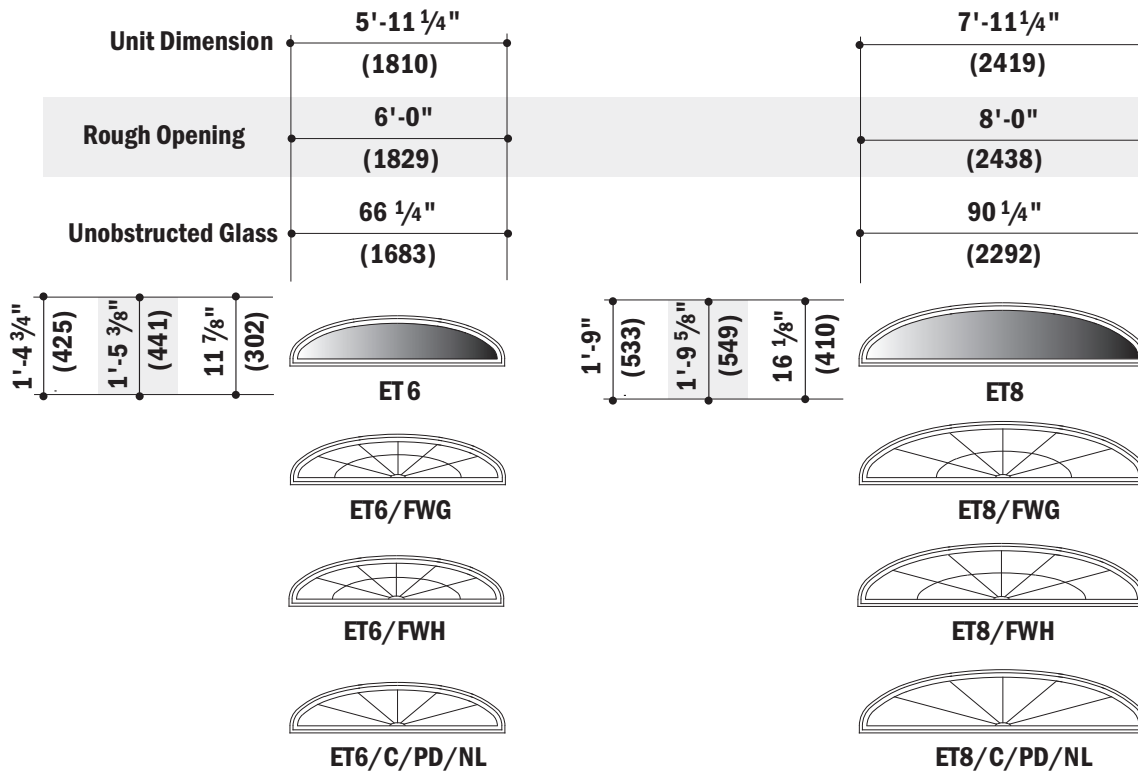 Unit Dimension 5'-11 1/4" 7'-11 1/4"
(1810) (2419)
Rough Opening 6'-0" 8'-0"
(1829) (2438)
Unobstructed Glass 66 1/4" 90 1/4"
(1683) (2292)
1'-4 3/4"
(425)
1'-5 3/8"
(441)
11 7/8"
(302)
1'-9"
(533)
1'-9 5/8"
(549)
16 1/8"
(410)
ET 6 ET8
ET6/FWG ET8/FWG
ET6/FWH ET8/FWH
ET6/C/PD/NL ET8/C/PD/NL